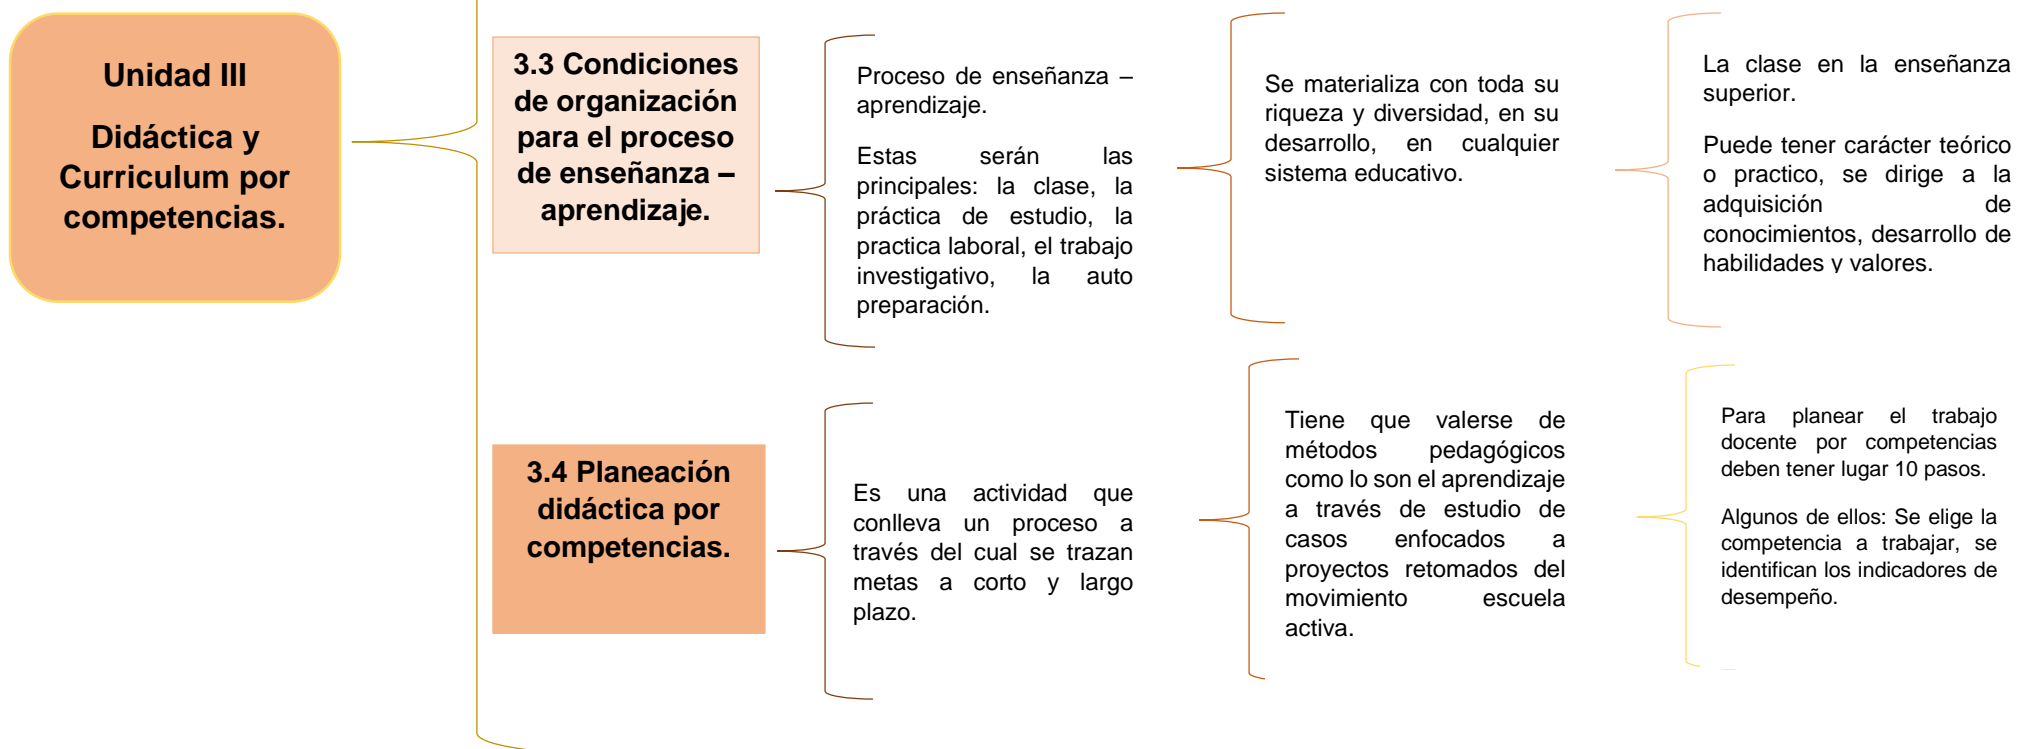 Unidad III
Didáctica y
Curriculum por
competencias.
3.3 Condiciones
de organización
para el proceso
de enseñanza –
aprendizaje.
Proceso de enseñanza –
aprendizaje.
Estas serán las
principales: la clase, la
práctica de estudio, la
practica laboral, el trabajo
investigativo, la auto
preparación.
Se materializa con toda su
riqueza y diversidad, en su
desarrollo, en cualquier
sistema educativo.
La clase en la enseñanza
superior.
Puede tener carácter teórico
o practico, se dirige a la
adquisición de
conocimientos, desarrollo de
habilidades y valores.
3.4 Planeación
didáctica por
competencias.
Es una actividad que
conlleva un proceso a
través del cual se trazan
metas a corto y largo
plazo.
Tiene que valerse de
métodos pedagógicos
como lo son el aprendizaje
a través de estudio de
casos enfocados a
proyectos retomados del
movimiento escuela
activa.
Para planear el trabajo
docente por competencias
deben tener lugar 10 pasos.
Algunos de ellos: Se elige la
competencia a trabajar, se
identifican los indicadores de
desempeño.